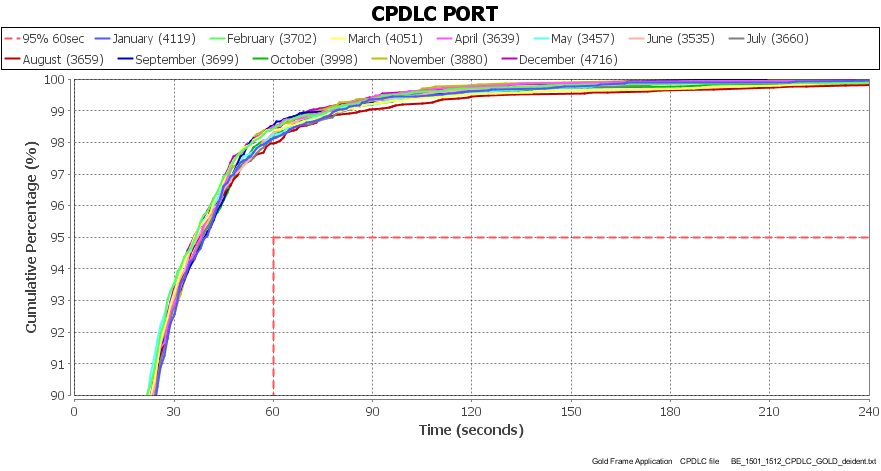 CPDLC PORT
95% 60sec January (4119) February (3702) March (4051) April (3639) May (3457) June (3535) July (3660)
August (3659) September (3699) October (3998) November (3880) December (4716)
100
99
98
97
96
95
94
93
92
91
90
Cumulative Percentage (%)
0 30 60 90 120 150 180 210 240
Time (seconds)
Gold Frame Application CPDLC file BE_1501_1512_CPDLC_GOLD_deident.txt